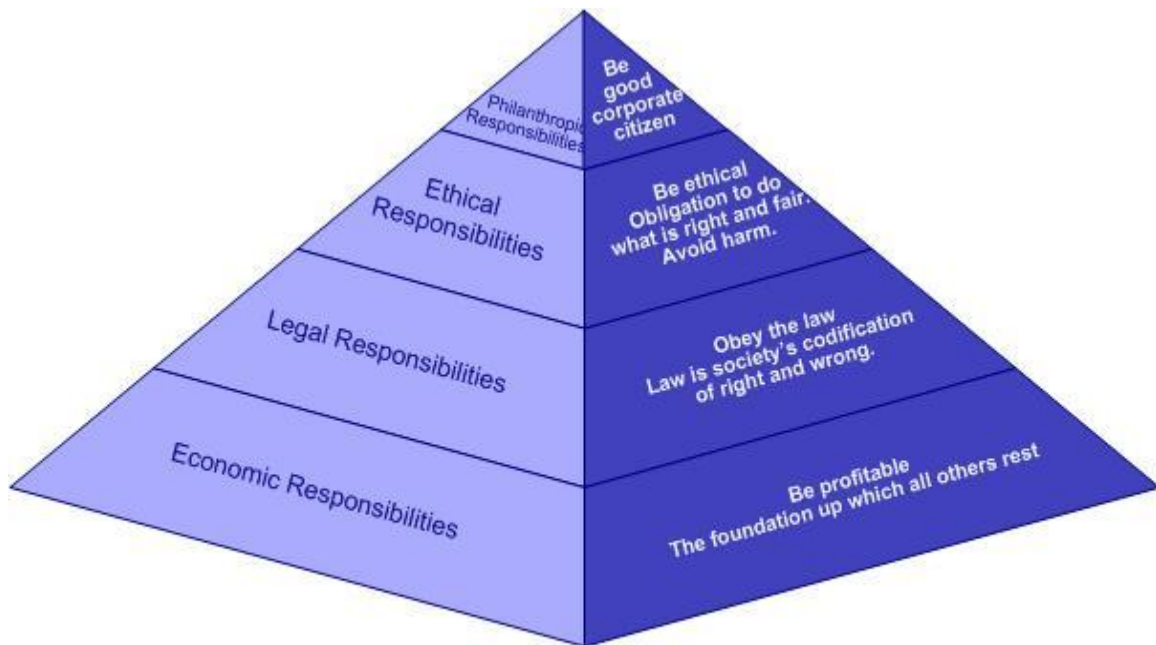 Philanthropic
Responsibilities
Be
good
corporate
citizen
Ethical
Responsibilities
Be ethical
Obligation to do
what is right and fair.
Avoid harm.
Legal Responsibilities
Obey the law
Law is society's codification
of right and wrong.
Economic Responsibilities
Be profitable
The foundation up which all others rest